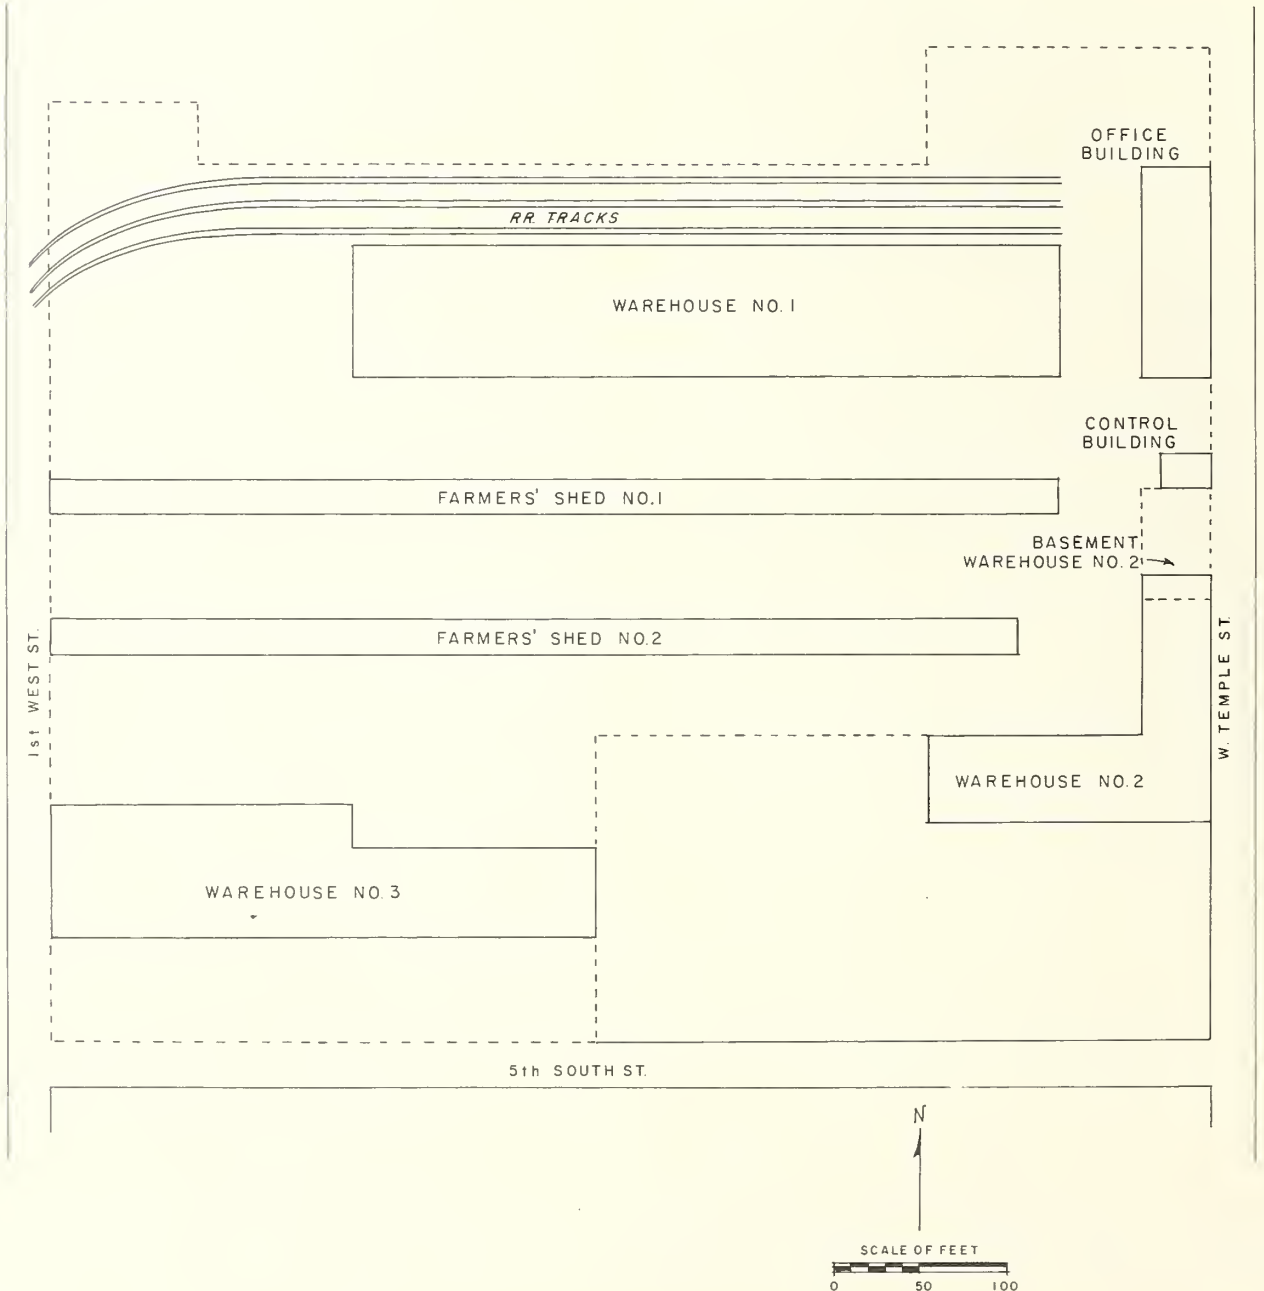 OFFICE
BUILDING
RR. TRACKS
WAREHOUSE NO. 1
CONTROL
BUILDING
FARMERS' SHED NO. 1
BASEMENT
WAREHOUSE NO. 2
FARMERS' SHED NO. 2
1st WEST ST.
W. TEMPLE ST.
WAREHOUSE NO. 2
WAREHOUSE NO. 3
5th SOUTH ST.
N
SCALE OF FEET
0 50 100